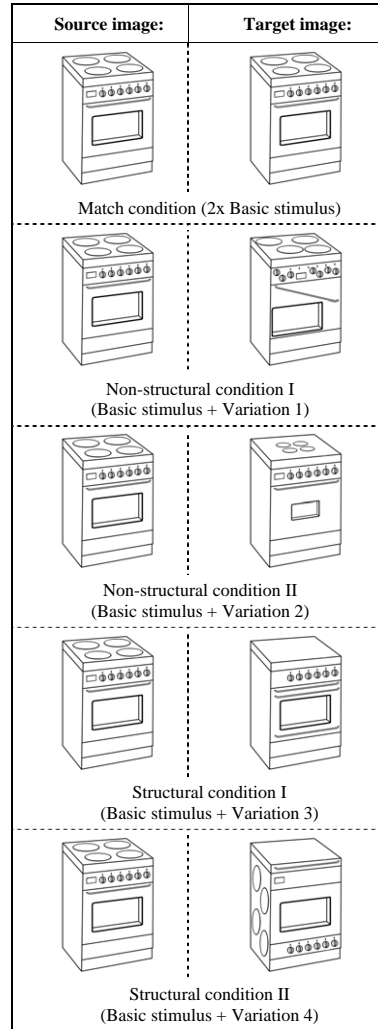 Source image: Target image:
Match condition (2x Basic stimulus)
Non-structural condition I
(Basic stimulus + Variation 1)
Non-structural condition II
(Basic stimulus + Variation 2)
Structural condition I
(Basic stimulus + Variation 3)
Structural condition II
(Basic stimulus + Variation 4)